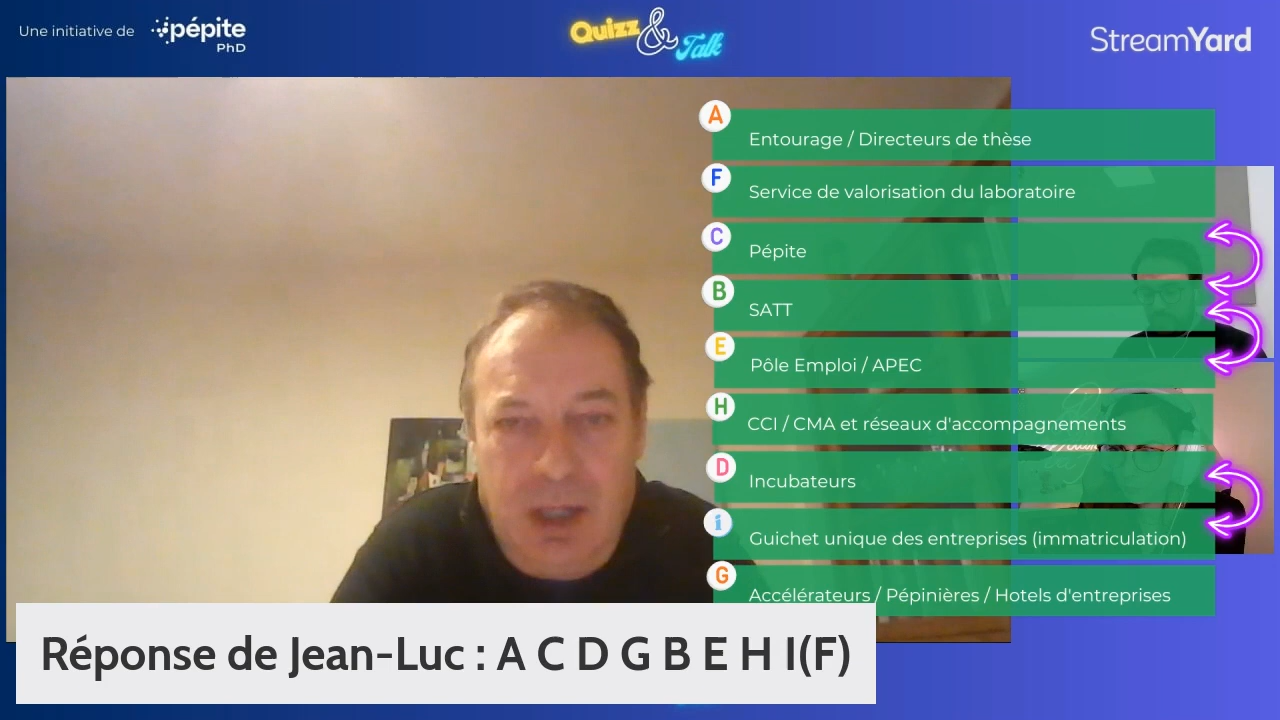 Une initiative de
pépite
PhD
Quizz & Talk
StreamYard
A
Entourage / Directeurs de thèse
F
Service de valorisation du laboratoire
C
Pépite
B
SATT
E
Pôle Emploi / APEC
H
CCI / CMA et réseaux d'accompagnements
D
Incubateurs
i
Guichet unique des entreprises (immatriculation)
G
Accélérateurs / Pépinières / Hotels d'entreprises
Réponse de Jean-Luc : A C D G B E H I(F)